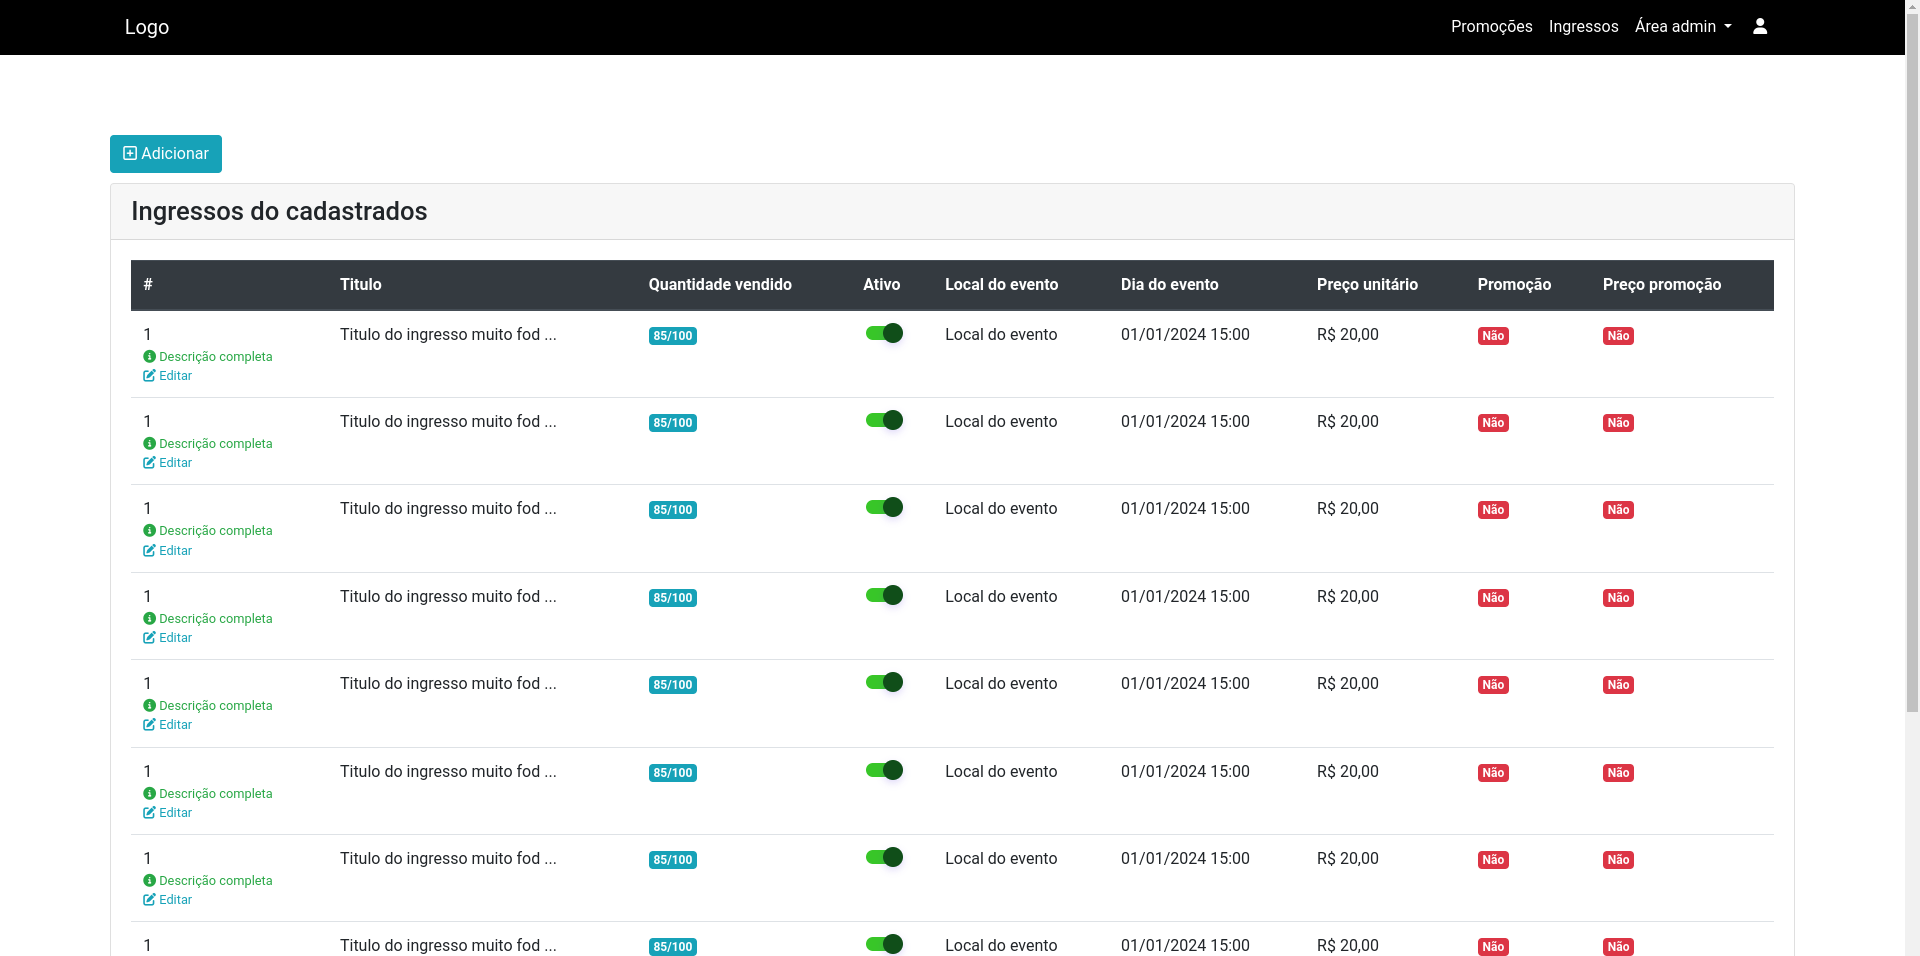 Logo Promoções Ingressos Área admin
Adicionar
Ingressos do cadastrados
# Titulo Quantidade vendido Ativo Local do evento Dia do evento Preço unitário Promoção Preço promoção
1 Titulo do ingresso muito fod ... 85/100 Local do evento 01/01/2024 15:00 R$ 20,00 Não Não
Descrição completa
Editar
1 Titulo do ingresso muito fod ... 85/100 Local do evento 01/01/2024 15:00 R$ 20,00 Não Não
Descrição completa
Editar
1 Titulo do ingresso muito fod ... 85/100 Local do evento 01/01/2024 15:00 R$ 20,00 Não Não
Descrição completa
Editar
1 Titulo do ingresso muito fod ... 85/100 Local do evento 01/01/2024 15:00 R$ 20,00 Não Não
Descrição completa
Editar
1 Titulo do ingresso muito fod ... 85/100 Local do evento 01/01/2024 15:00 R$ 20,00 Não Não
Descrição completa
Editar
1 Titulo do ingresso muito fod ... 85/100 Local do evento 01/01/2024 15:00 R$ 20,00 Não Não
Descrição completa
Editar
1 Titulo do ingresso muito fod ... 85/100 Local do evento 01/01/2024 15:00 R$ 20,00 Não Não
Descrição completa
Editar
1 Titulo do ingresso muito fod ... 85/100 Local do evento 01/01/2024 15:00 R$ 20,00 Não Não